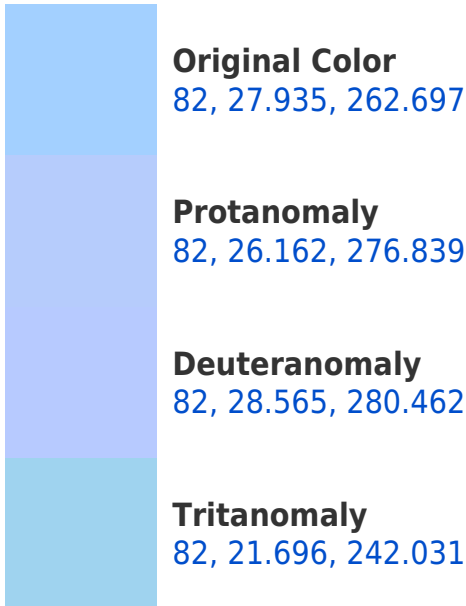 Original Color
82, 27.935, 262.697
Protanomaly
82, 26.162, 276.839
Deuteranomaly
82, 28.565, 280.462
Tritanomaly
82, 21.696, 242.031